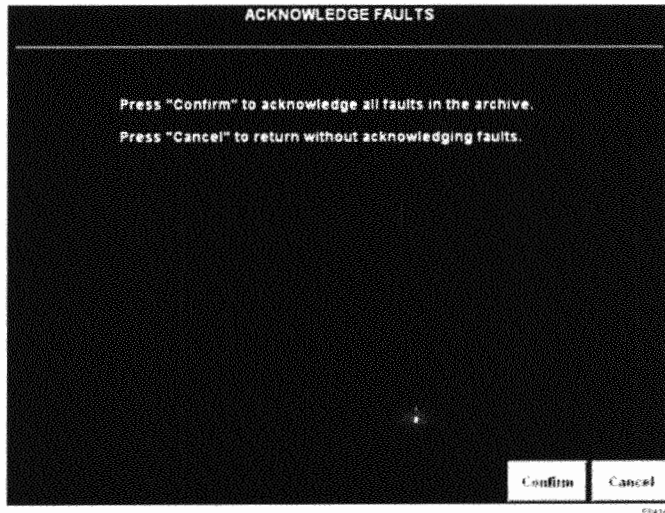 ACKNOWLEDGE FAULTS
Press "Confirm" to acknowledge all faults in the archive.
Press "Cancel" to return without acknowledging faults.
Confirm Cancel